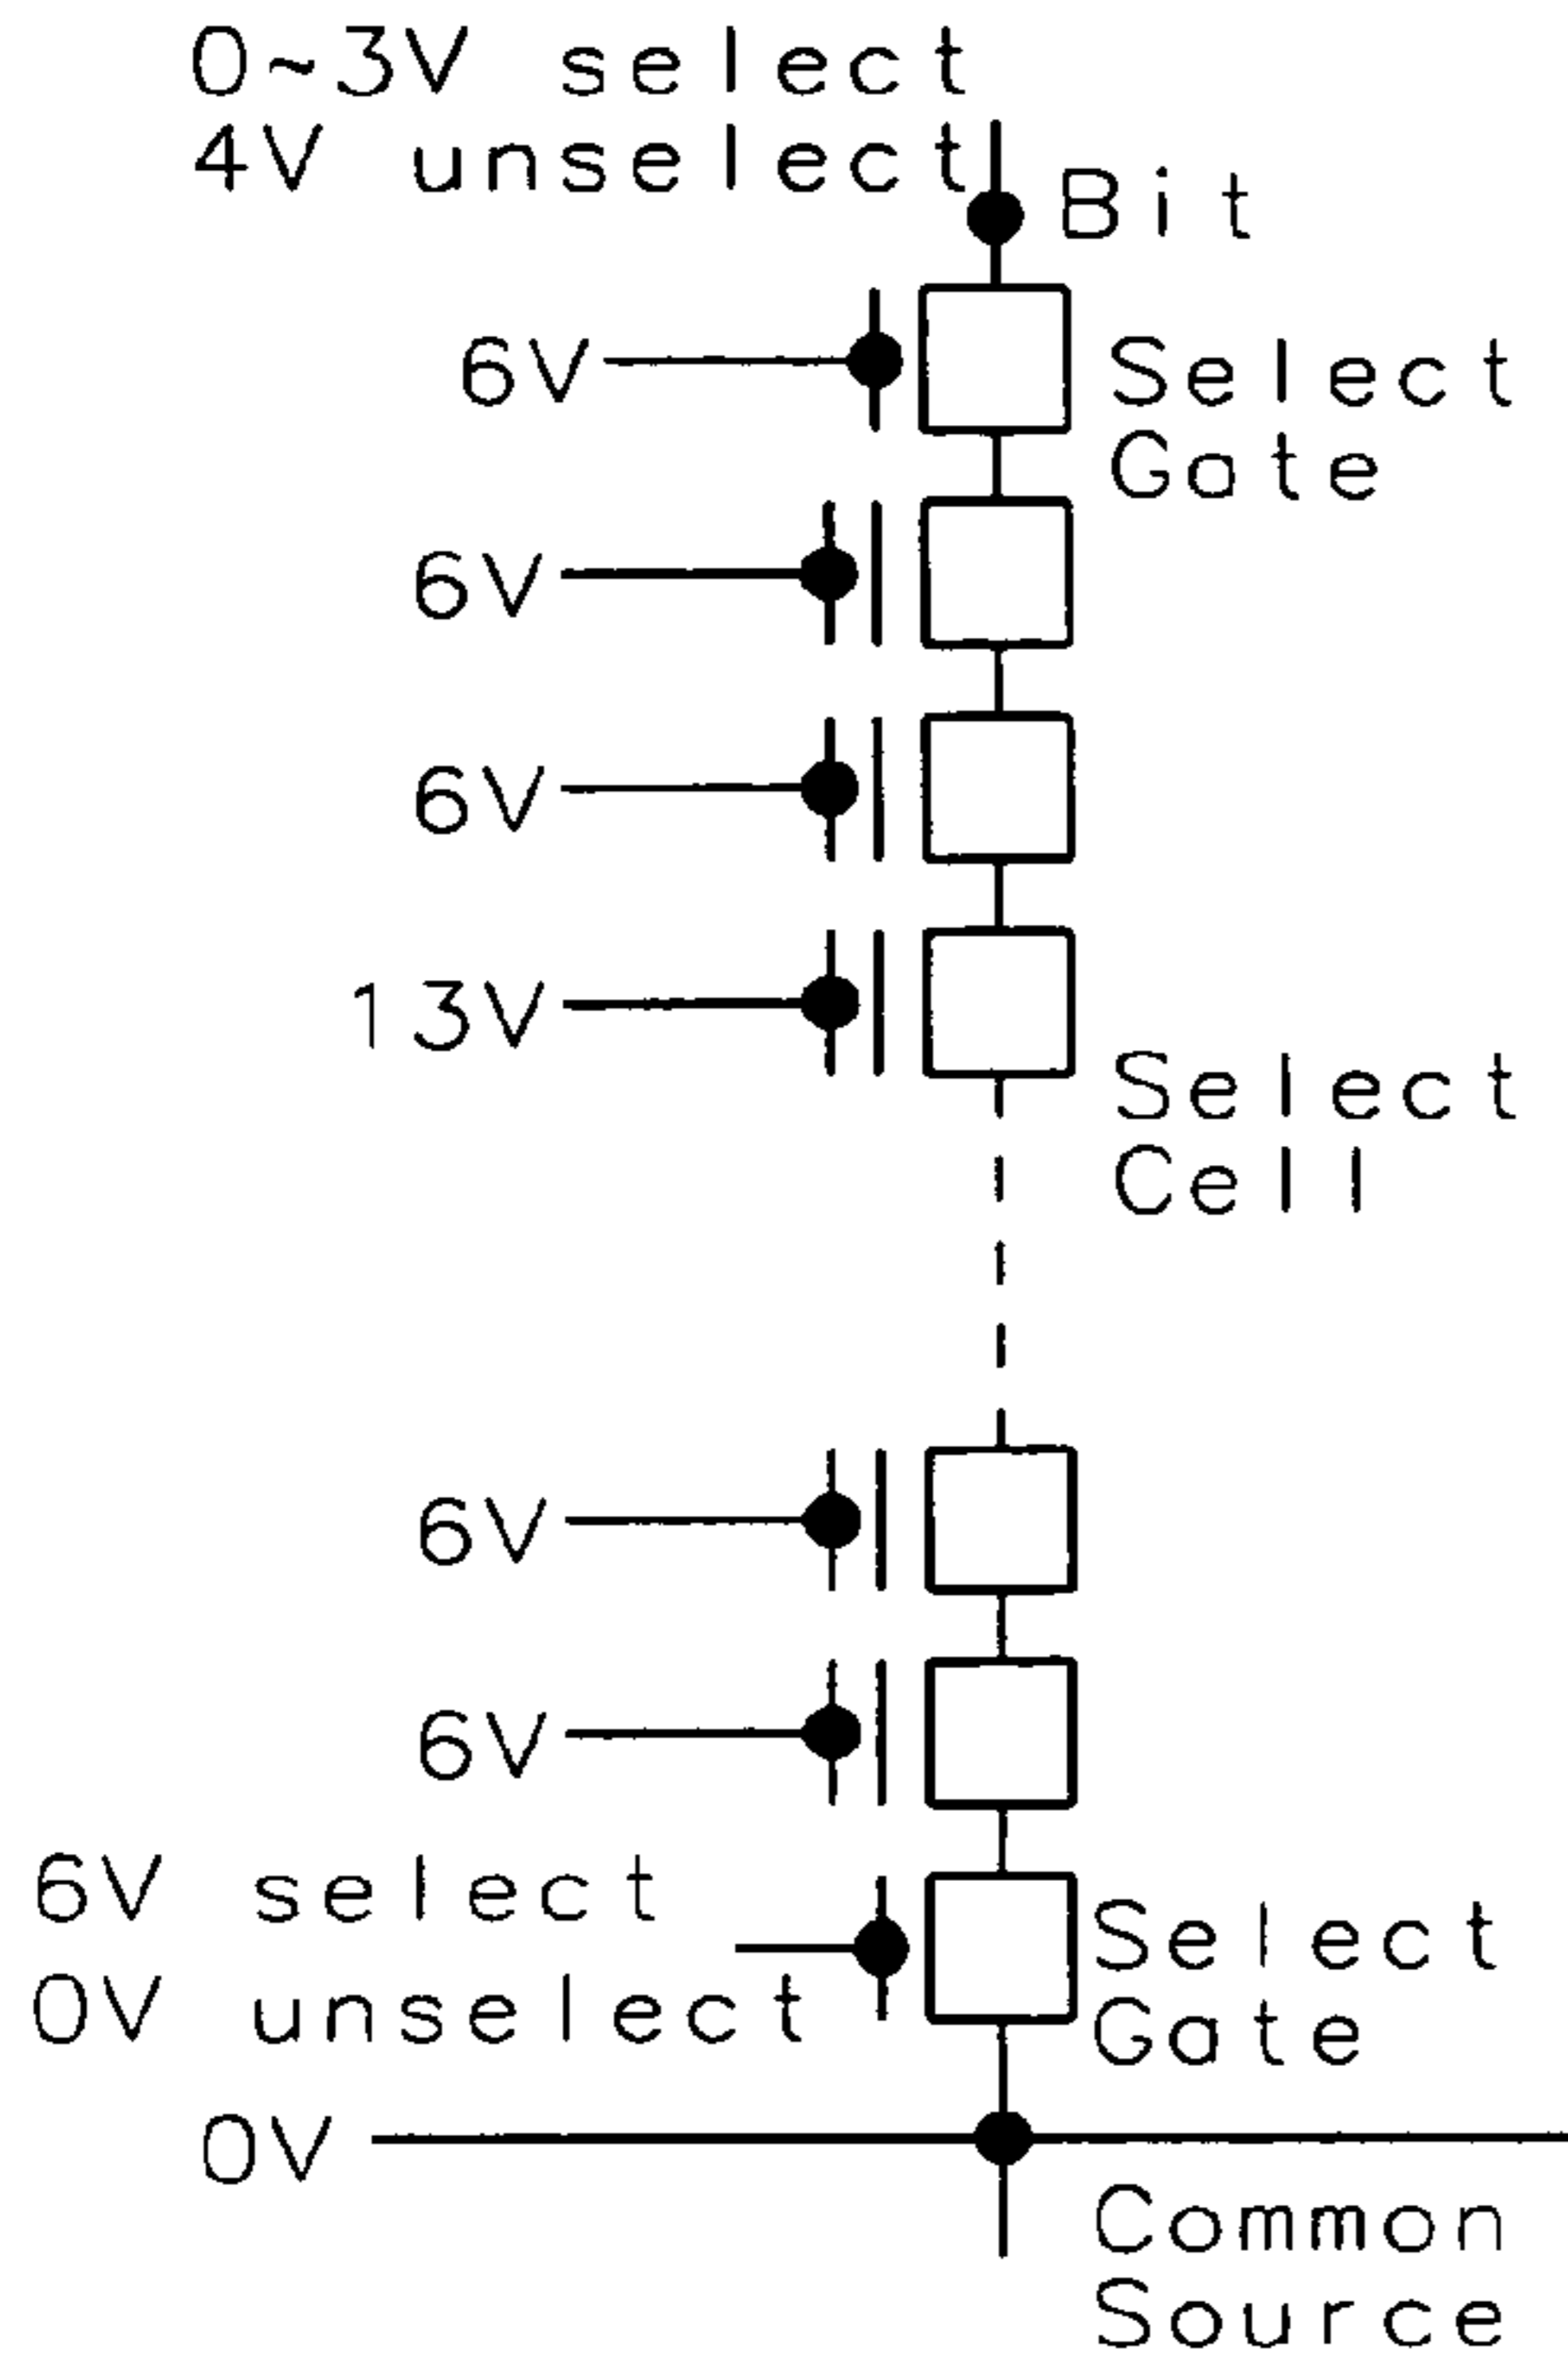 0~3V select
4V unselect
Bit
6V
Select
Gate
6V
6V
13V
Select
Cell
6V
6V
6V select
0V unselect
Select
Gate
0V
Common
Source